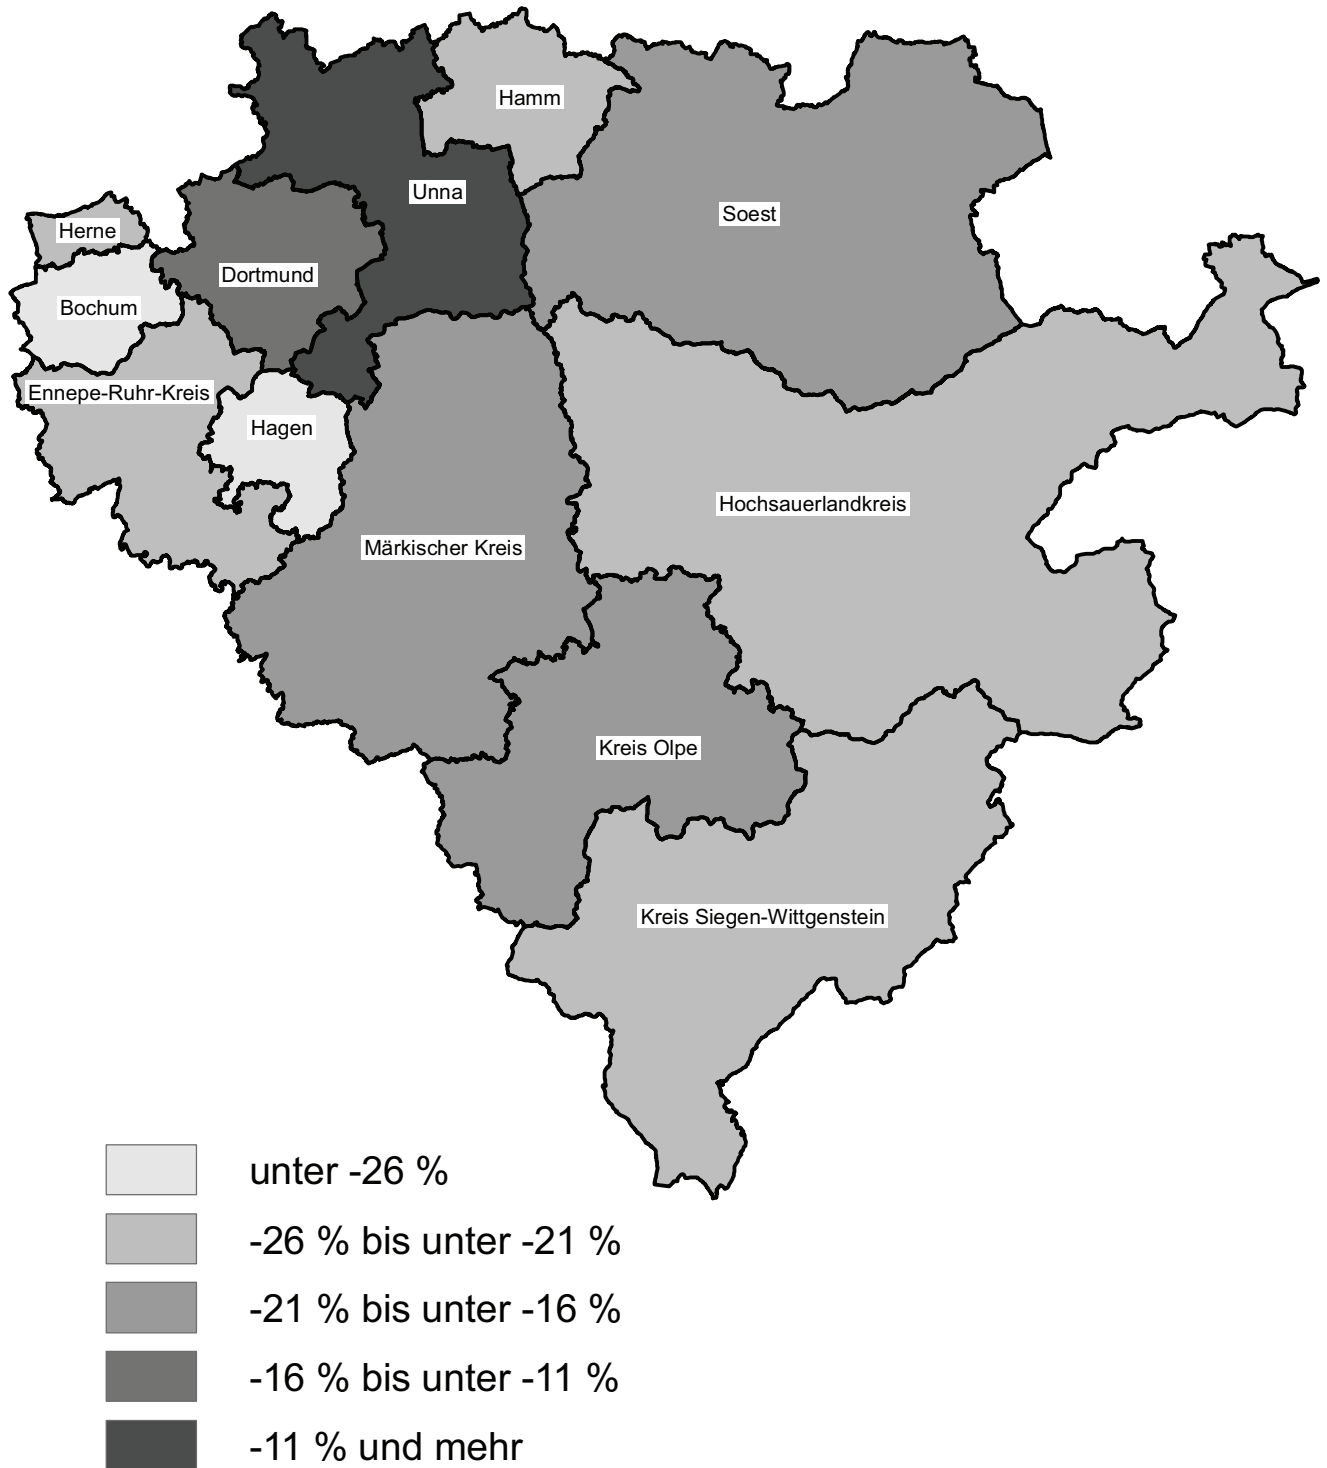 Hamm
Unna
Soest
Herne
Dortmund
Bochum
Ennepe-Ruhr-Kreis
Hagen
Hochsauerlandkreis
Märkischer Kreis
Kreis Olpe
Kreis Siegen-Wittgenstein
unter -26 %
-26 % bis unter -21 %
-21 % bis unter -16 %
-16 % bis unter -11 %
-11 % und mehr